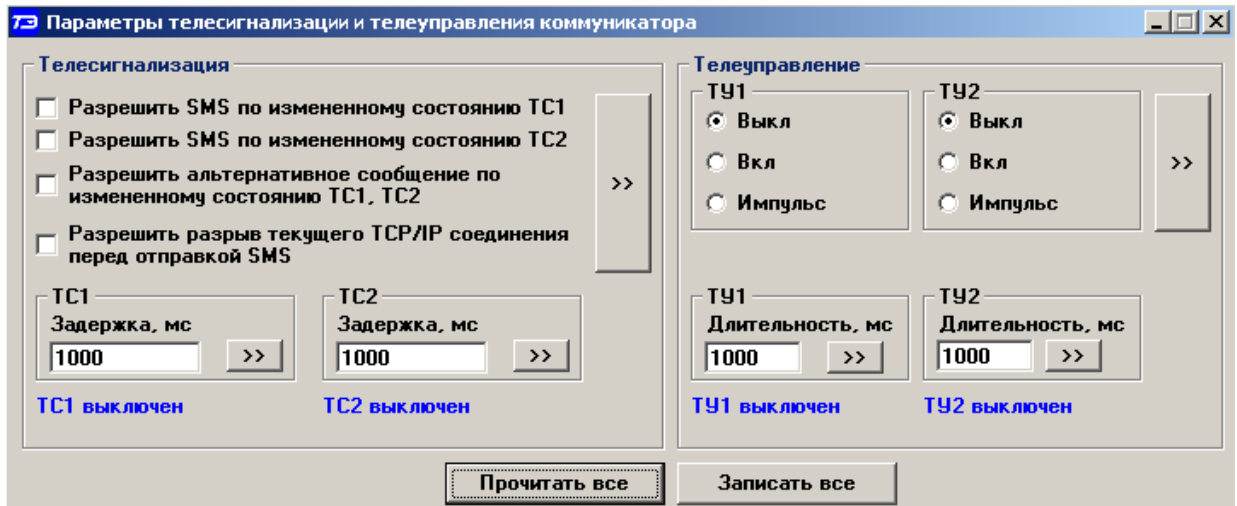 ТЭ Параметры телесигнализации и телеуправления коммуникатора
Телесигнализация
Разрешить SMS по измененному состоянию ТС1
Разрешить SMS по измененному состоянию ТС2
Разрешить альтернативное сообщение по
измененному состоянию ТС1, ТС2
Разрешить разрыв текущего TCP/IP соединения
перед отправкой SMS
>>
ТС1
Задержка, мс
1000 >>
ТС1 выключен
ТС2
Задержка, мс
1000 >>
ТС2 выключен
Телеуправление
ТУ1
Выкл
Вкл
Импульс
ТУ2
Выкл
Вкл
Импульс
>>
ТУ1
Длительность, мс
1000 >>
ТУ1 выключен
ТУ2
Длительность, мс
1000 >>
ТУ2 выключен
Прочитать все
Записать все